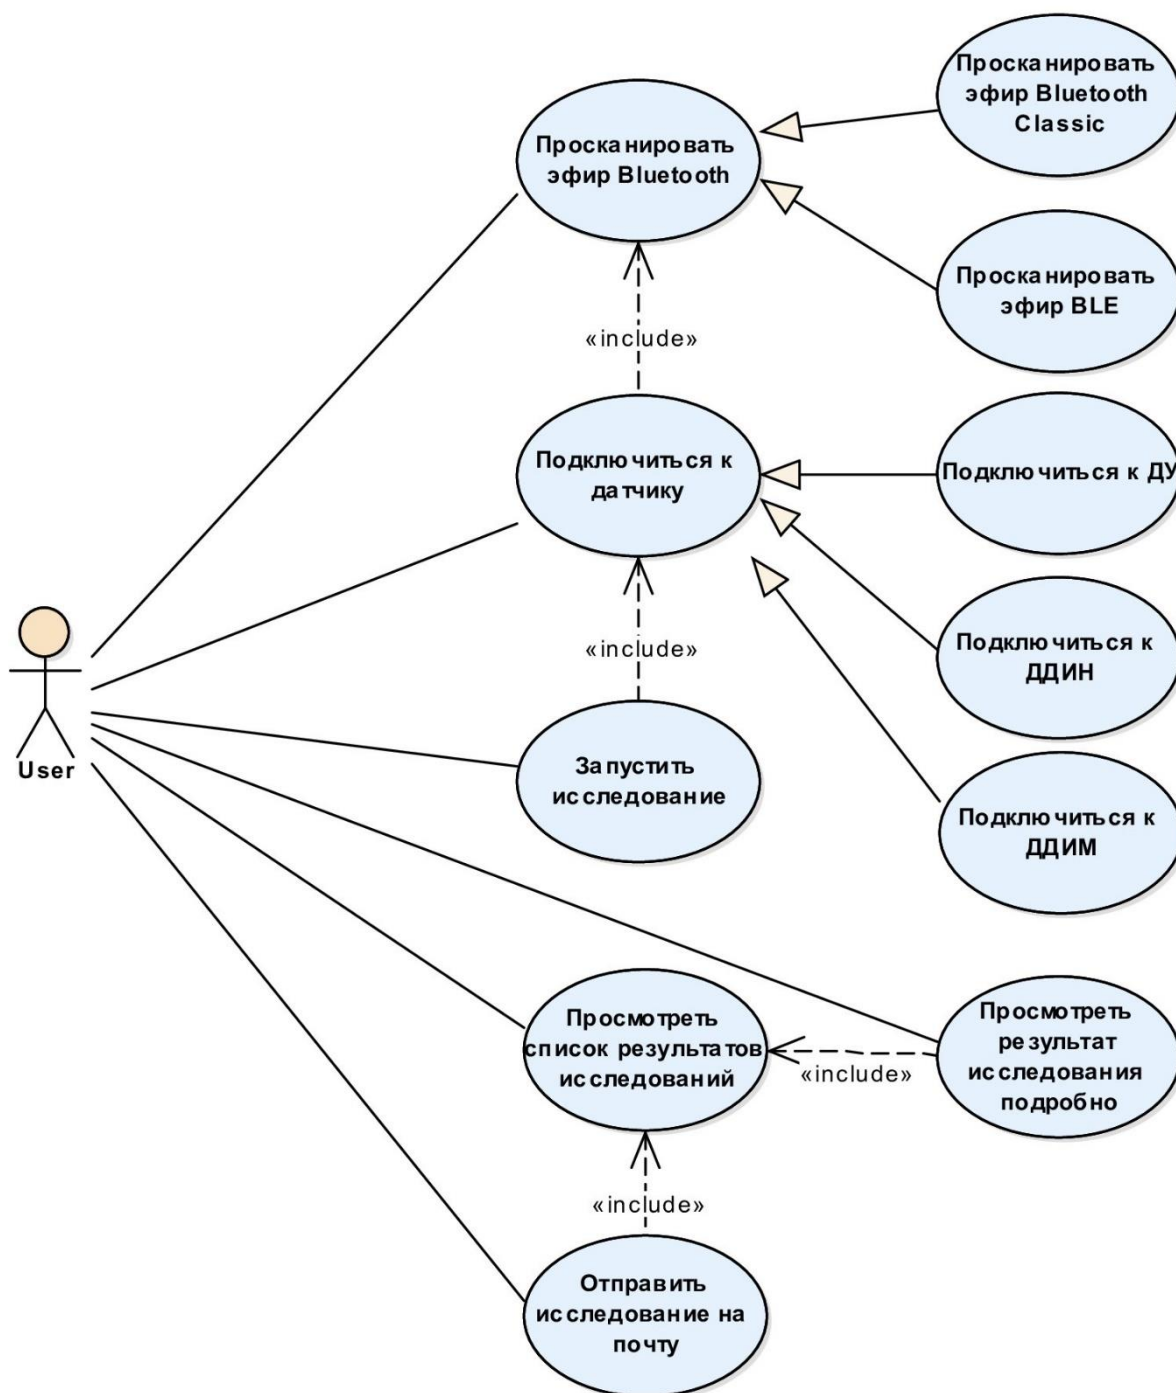 Просканировать
эфир Bluetooth
Classic
Просканировать
эфир Bluetooth
Просканировать
эфир BLE
«include»
Подключиться к
датчику
Подключиться к ДУ
«include»
Подключиться к
ДДИН
User
Запустить
исследование
Подключиться к
ДДИМ
Просмотреть
список результатов
исследований
«include»
Просмотреть
результат
исследования
подробно
«include»
Отправить
исследование на
почту